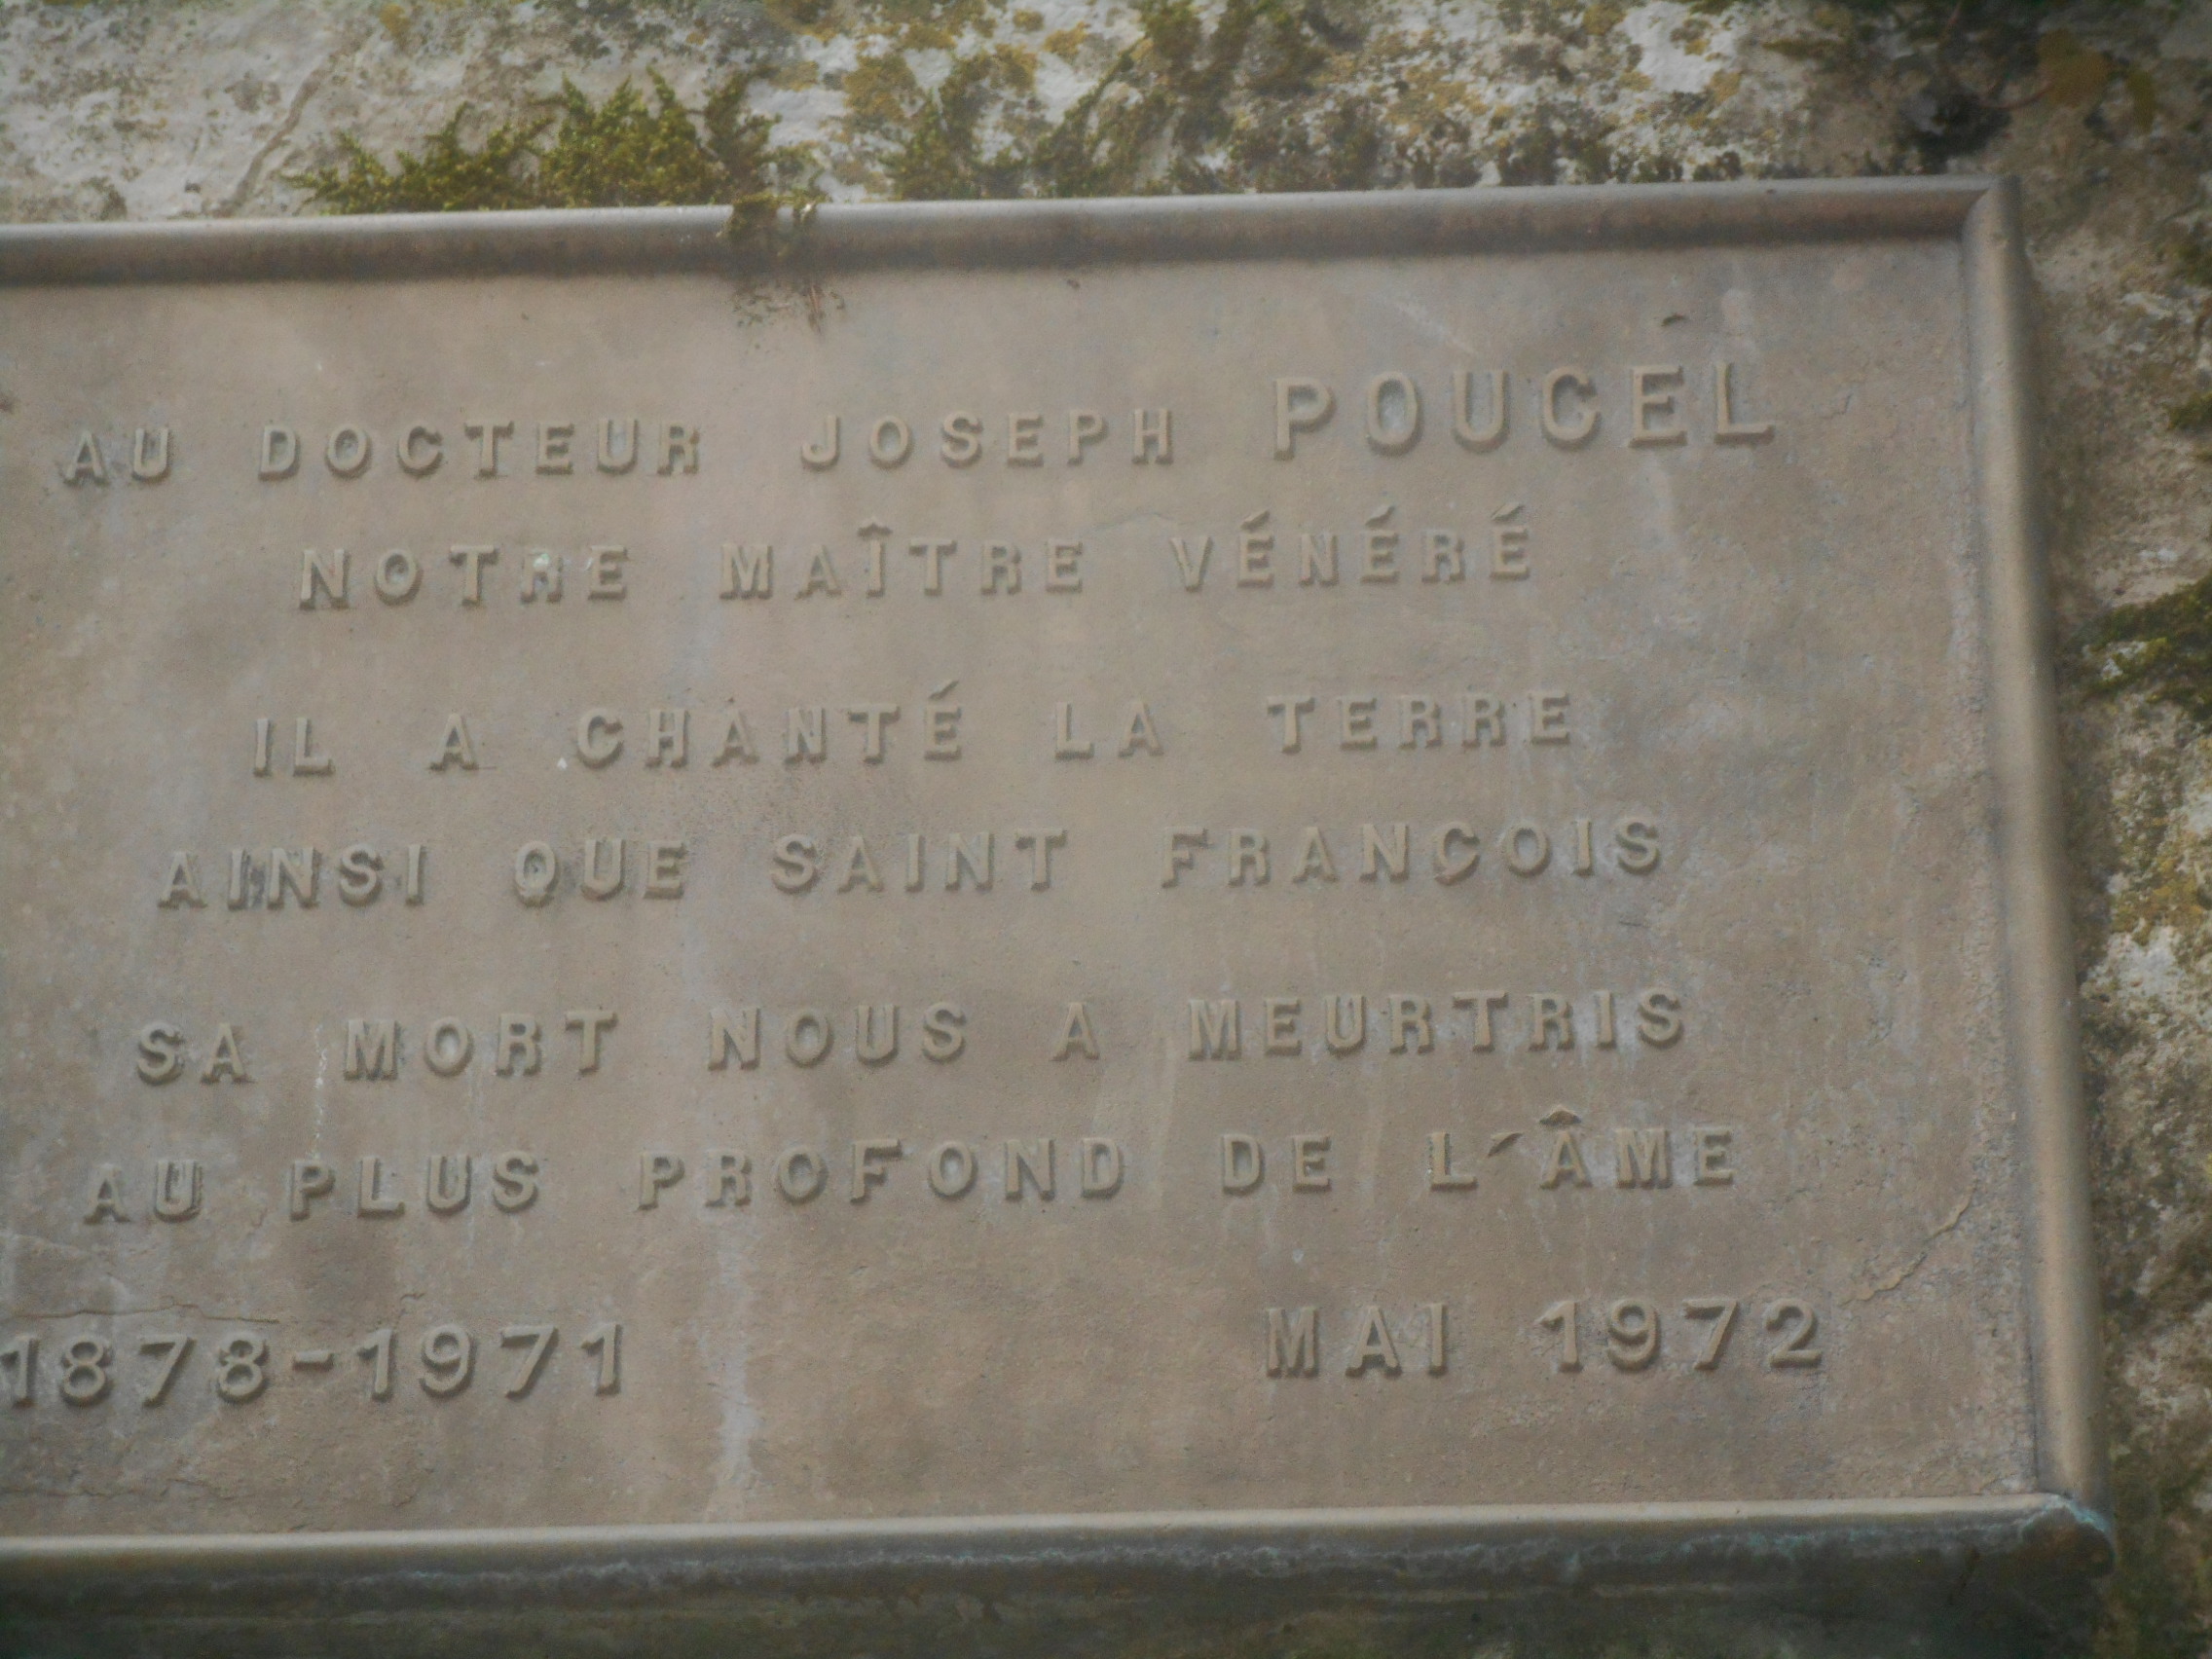 AU DOCTEUR JOSEPH POUCEL
NOTRE MAÎTRE VÉNÉRÉ
IL A CHANTÉ LA TERRE
AINSI QUE SAINT FRANÇOIS
SA MORT NOUS A MEURTRIS
AU PLUS PROFOND DE L'ÂME
1878-1971 MAI 1972